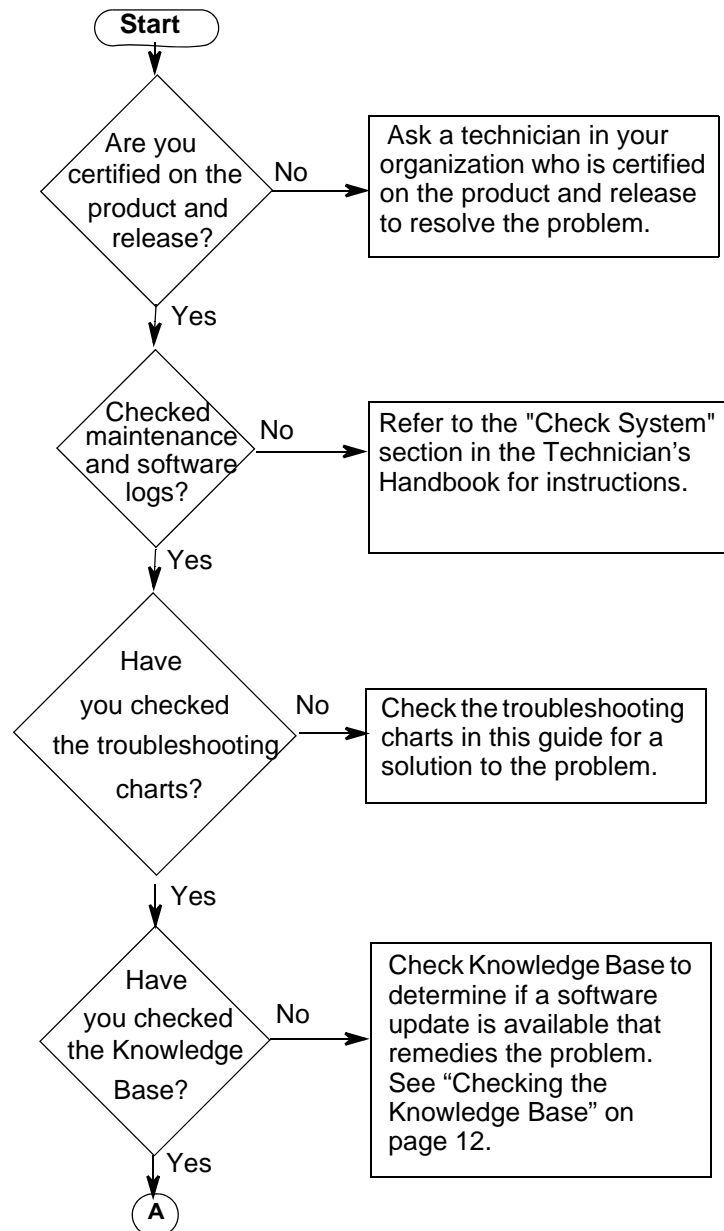 Start
Are you
certified on the
product and
release?
No
Ask a technician in your
organization who is certified
on the product and release
to resolve the problem.
Yes
Checked
maintenance
and software
logs?
No
Refer to the "Check System"
section in the Technician’s
Handbook for instructions.
Yes
Have
you checked
the troubleshooting
charts?
No
Check the troubleshooting
charts in this guide for a
solution to the problem.
Yes
Have
you checked
the Knowledge
Base?
No
Check Knowledge Base to
determine if a software
update is available that
remedies the problem.
See “Checking the
Knowledge Base” on
page 12.
Yes
A